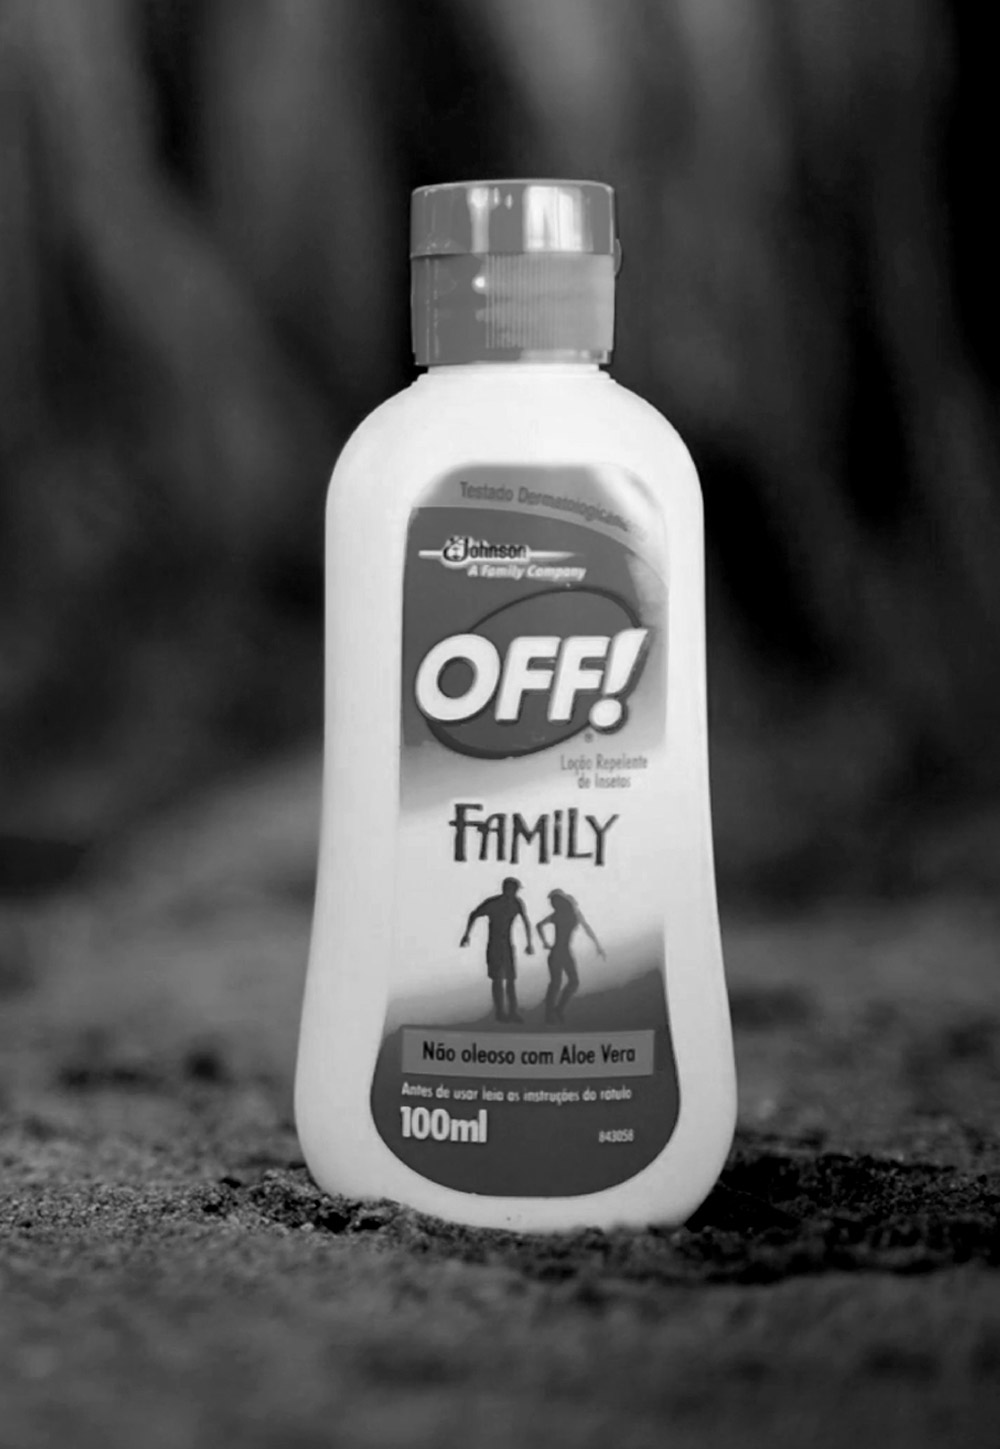 Testado Dermatologicamente
SC Johnson
A Family Company
OFF!
®
Loção Repelente
de Insetos
FAMILY
Não oleoso com Aloe Vera
Antes de usar leia as instruções do rótulo
100ml
843058